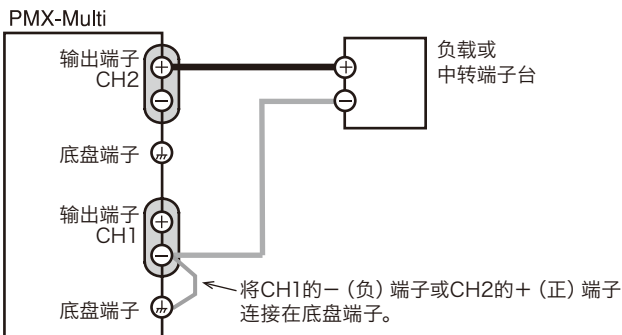 PMX-Multi
输出端子
CH2
+
−
负载或
中转端子台
+
−
底盘端子
输出端子
CH1
+
−
将CH1的－（负）端子或CH2的＋（正）端子
连接在底盘端子。
底盘端子